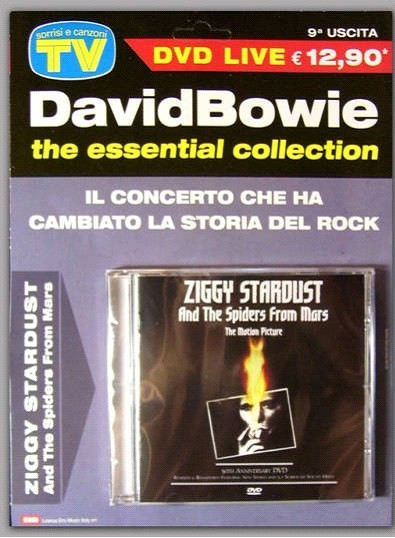 sorrisi e canzoni
TV
9ª USCITA
DVD LIVE € 12,90*
DavidBowie
the essential collection
IL CONCERTO CHE HA
CAMBIATO LA STORIA DEL ROCK
ZIGGY STARDUST
And The Spiders From Mars
ZIGGY STARDUST
And The Spiders From Mars
The Motion Picture
30TH ANNIVERSARY DVD
DVD
EMI